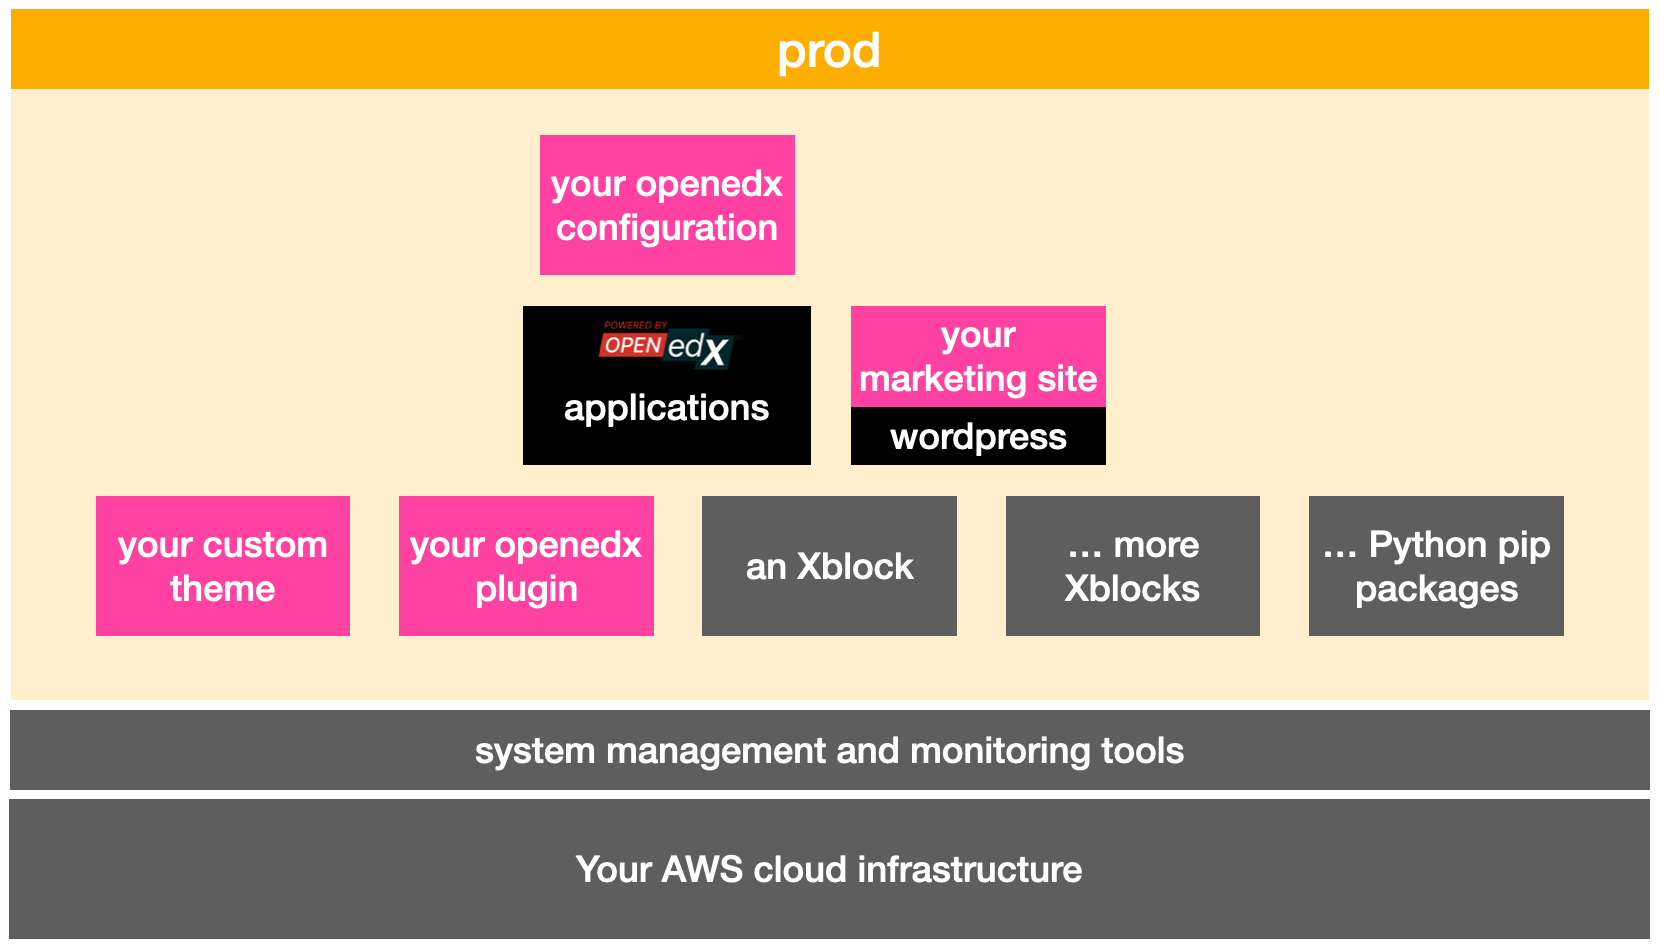 prod
your openedx
configuration
POWERED BY
OPEN edX
applications
your
marketing site
wordpress
your custom
theme
your openedx
plugin
an Xblock
... more
Xblocks
... Python pip
packages
system management and monitoring tools
Your AWS cloud infrastructure